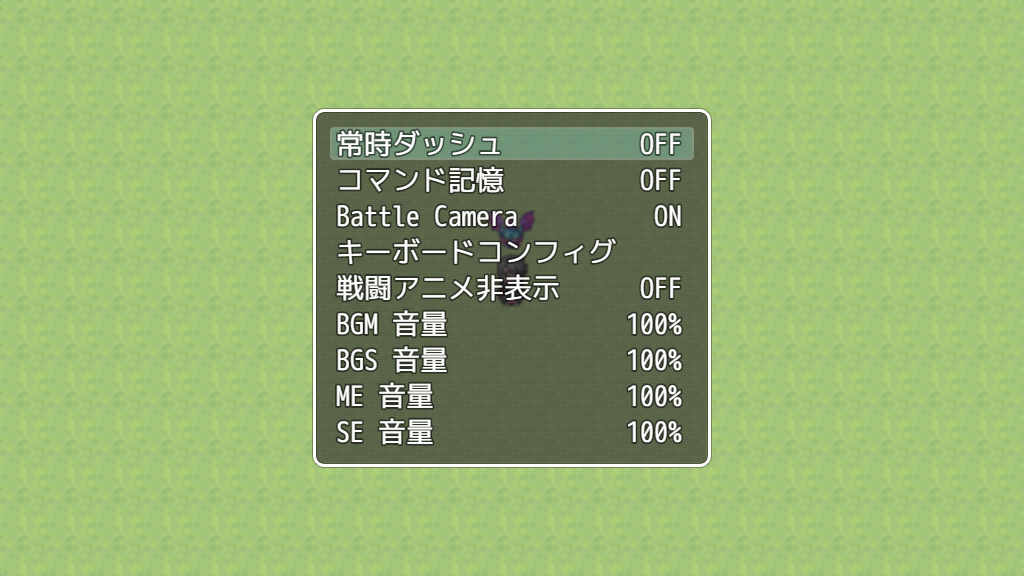 常時ダッシュ OFF
コマンド記憶 OFF
Battle Camera ON
キーボードコンフィグ
戦闘アニメ非表示 OFF
BGM 音量 100%
BGS 音量 100%
ME 音量 100%
SE 音量 100%